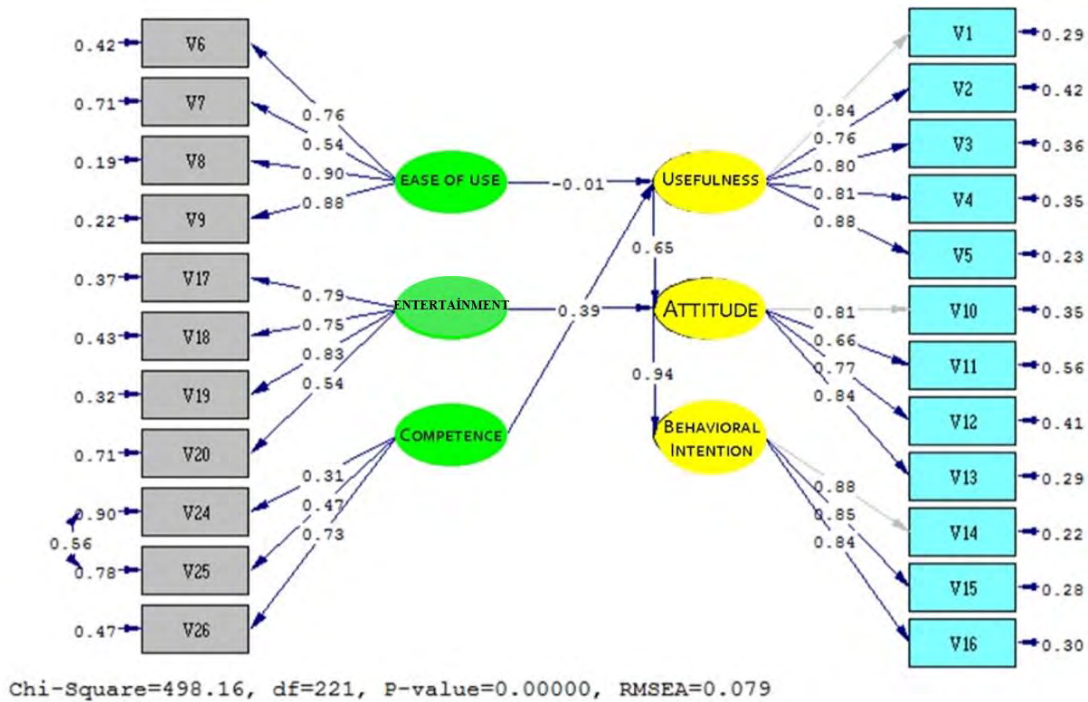 0.42
V6
0.71
V7
0.19
V8
0.22
V9
0.37
V17
0.43
V18
0.32
V19
0.71
V20
0.90
V24
0.56
0.78
V25
0.47
V26
0.76
0.54
0.90
0.88
0.79
0.75
0.83
0.54
0.31
0.47
0.73
EASE OF USE
ENTERTAİNMENT
COMPETENCE
-0.01
0.39
0.65
0.94
USEFULNESS
ATTITUDE
BEHAVIORAL
INTENTION
0.84
0.76
0.80
0.81
0.88
0.81
0.66
0.77
0.84
0.88
0.85
0.84
V1
0.29
V2
0.42
V3
0.36
V4
0.35
V5
0.23
V10
0.35
V11
0.56
V12
0.41
V13
0.29
V14
0.22
V15
0.28
V16
0.30
Chi-Square=498.16, df=221, P-value=0.00000, RMSEA=0.079